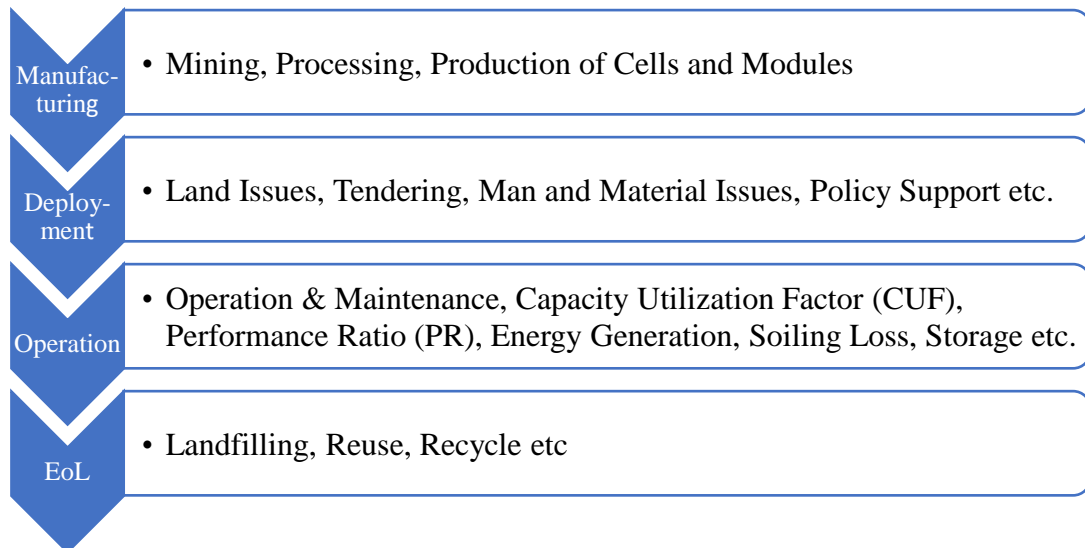 Manufac-
turing
• Mining, Processing, Production of Cells and Modules
Deploy-
ment
• Land Issues, Tendering, Man and Material Issues, Policy Support etc.
Operation
• Operation & Maintenance, Capacity Utilization Factor (CUF),
Performance Ratio (PR), Energy Generation, Soiling Loss, Storage etc.
EoL
• Landfilling, Reuse, Recycle etc